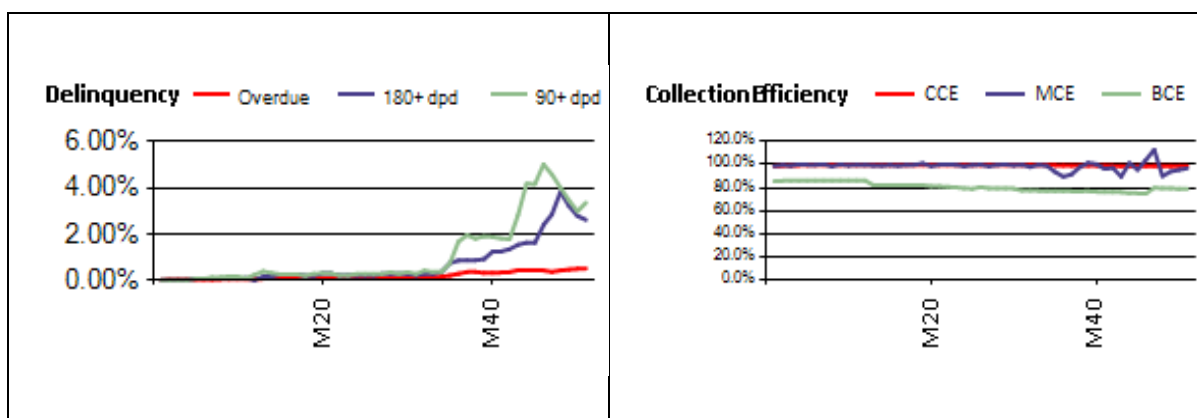 Delinquency Overdue 180+ dpd 90+ dpd
6.00%
4.00%
2.00%
0.00%
M20 M40
Collection Efficiency CCE MCE BCE
120.0%
100.0%
80.0%
60.0%
40.0%
20.0%
0.0%
M20 M40